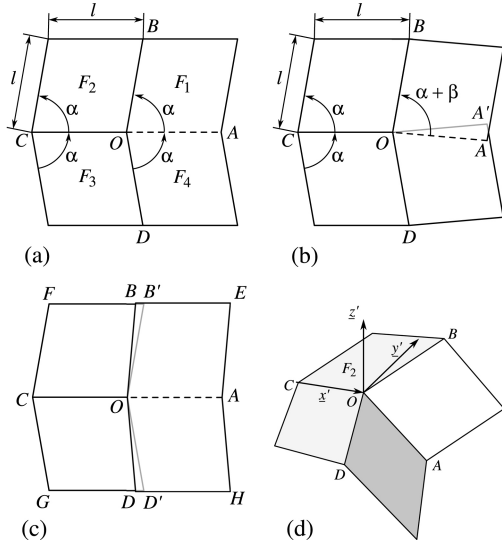 l
B
l
F2
F1
α
α
C
O
A
α
α
F3
F4
D
(a)
l
B
l
α + β
α
A'
C
O
A
α
D
(b)
F
B B'
E
C
O
A
G
D D'
H
(c)
z'
B
y'
F2
C
x'
O
D
A
(d)